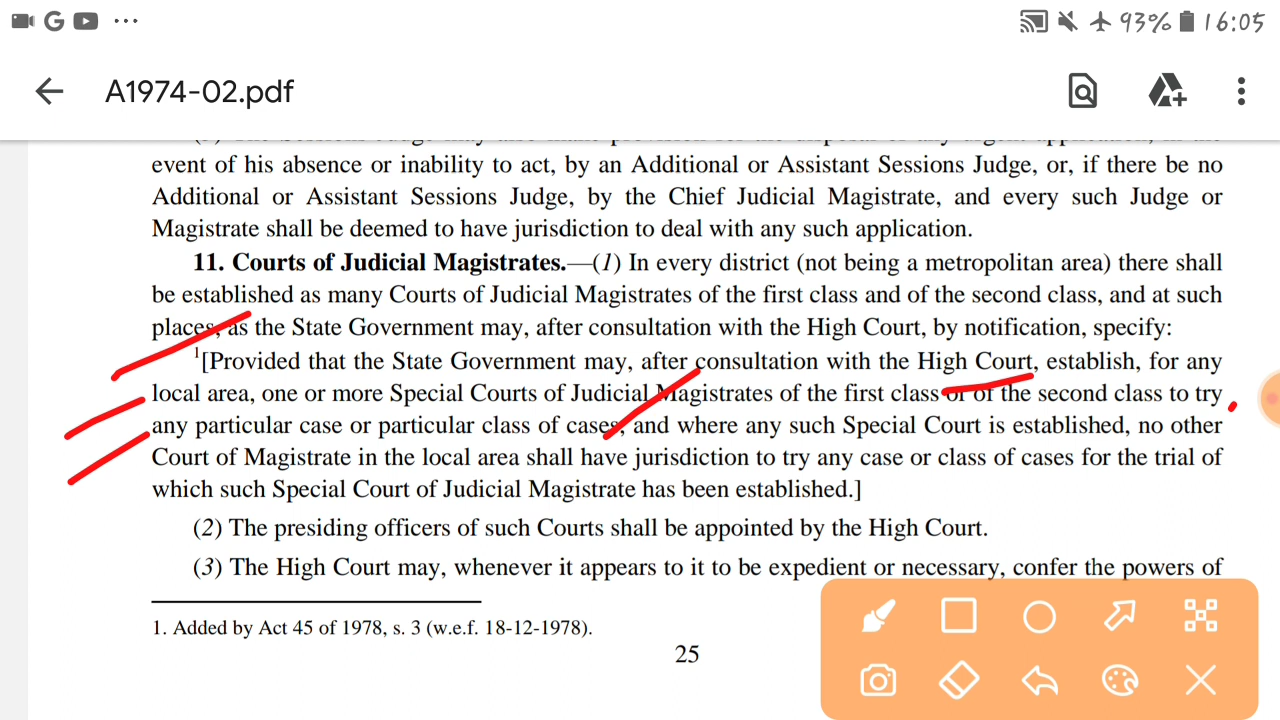 93% 16:05
A1974-02.pdf
event of his absence or inability to act, by an Additional or Assistant Sessions Judge, or, if there be no
Additional or Assistant Sessions Judge, by the Chief Judicial Magistrate, and every such Judge or
Magistrate shall be deemed to have jurisdiction to deal with any such application.
11. Courts of Judicial Magistrates.—(1) In every district (not being a metropolitan area) there shall
be established as many Courts of Judicial Magistrates of the first class and of the second class, and at such
places, as the State Government may, after consultation with the High Court, by notification, specify:
1[Provided that the State Government may, after consultation with the High Court, establish, for any
local area, one or more Special Courts of Judicial Magistrates of the first class or of the second class to try
any particular case or particular class of cases, and where any such Special Court is established, no other
Court of Magistrate in the local area shall have jurisdiction to try any case or class of cases for the trial of
which such Special Court of Judicial Magistrate has been established.]
(2) The presiding officers of such Courts shall be appointed by the High Court.
(3) The High Court may, whenever it appears to it to be expedient or necessary, confer the powers of
1. Added by Act 45 of 1978, s. 3 (w.e.f. 18-12-1978).
25